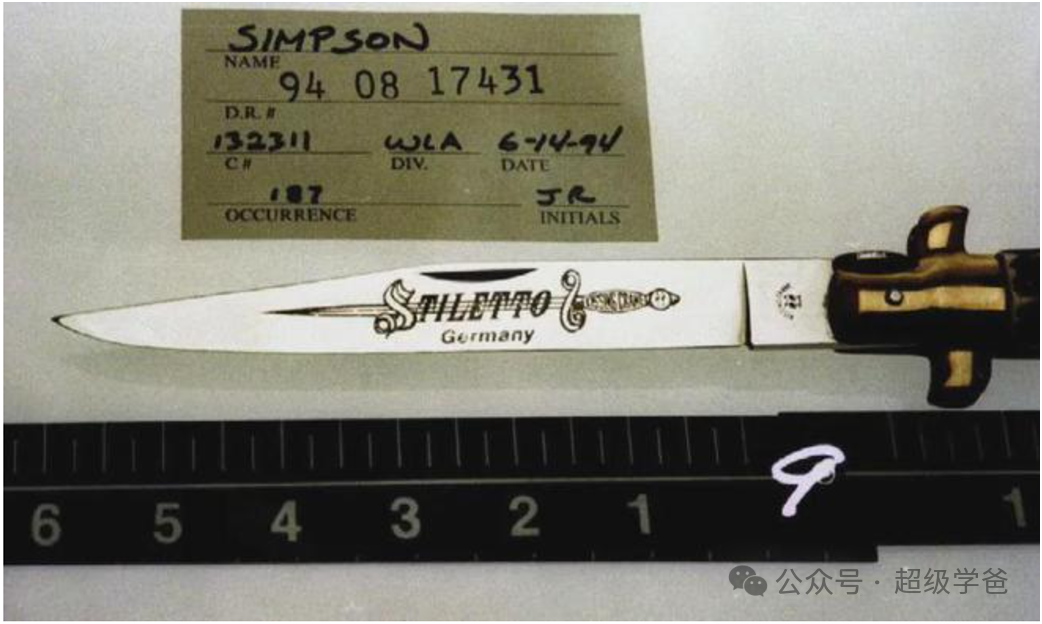 SIMPSON
NAME
94 08 17431
D.R. #
132311 WLA 6-14-94
C# DIV. DATE
187 JR
OCCURRENCE INITIALS
STILETTO
Germany
9
6 5 4 3 2 1 1
公众号 · 超级学爸